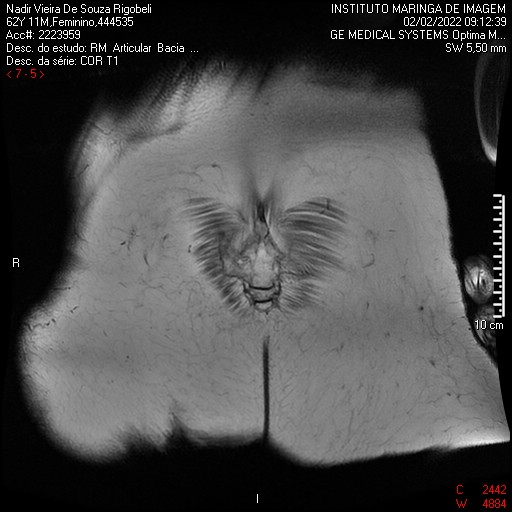 Nadir Vieira De Souza Rigobeli
62Y 11M,Feminino,444535
Acc#: 2223959
Desc. do estudo: RM Articular Bacia ...
Desc. da série: COR T1
< 7 - 5 >
INSTITUTO MARINGA DE IMAGEM
02/02/2022 09:12:39
GE MEDICAL SYSTEMS Optima M...
SW 5,50 mm
R
10 cm
I
C 2442
W 4884